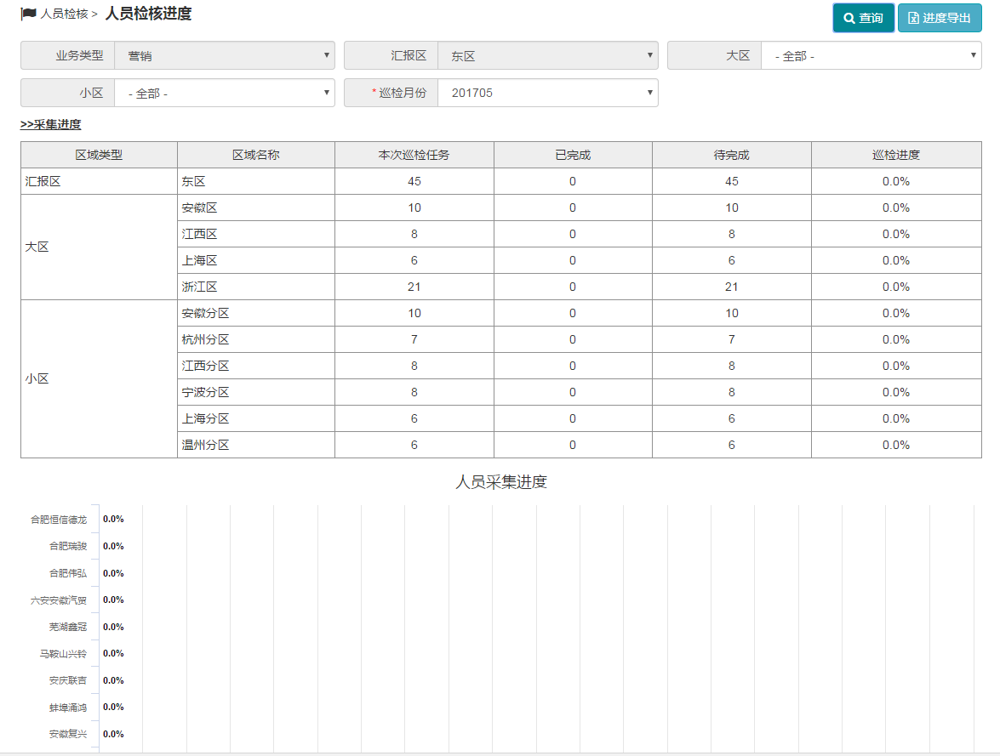 人员检核 > 人员检核进度
查询 进度导出
业务类型 营销 汇报区 东区 大区 - 全部 -
小区 - 全部 - * 巡检月份 201705
>>采集进度
区域类型 区域名称 本次巡检任务 已完成 待完成 巡检进度
汇报区 东区 45 0 45 0.0%
大区 安徽区 10 0 10 0.0%
江西区 8 0 8 0.0%
上海区 6 0 6 0.0%
浙江区 21 0 21 0.0%
小区 安徽分区 10 0 10 0.0%
杭州分区 7 0 7 0.0%
江西分区 8 0 8 0.0%
宁波分区 8 0 8 0.0%
上海分区 6 0 6 0.0%
温州分区 6 0 6 0.0%
人员采集进度
合肥恒信德龙 0.0%
合肥瑞骏 0.0%
合肥伟弘 0.0%
六安安徽汽贸 0.0%
芜湖鑫冠 0.0%
马鞍山兴铃 0.0%
安庆联吉 0.0%
蚌埠涌鸿 0.0%
安徽复兴 0.0%